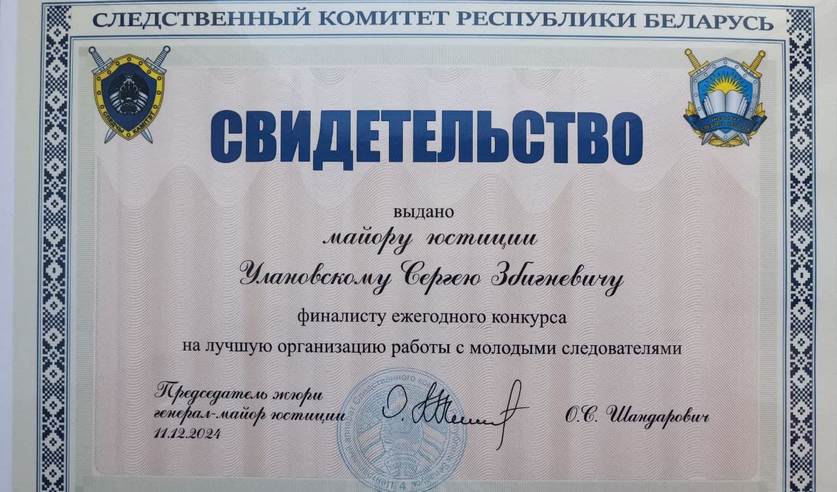 СЛЕДСТВЕННЫЙ КОМИТЕТ РЕСПУБЛИКИ БЕЛАРУСЬ
СВИДЕТЕЛЬСТВО
выдано
майору юстиции
Улановскому Сергею Збигневичу
финалисту ежегодного конкурса
на лучшую организацию работы с молодыми следователями
Председатель жюри
генерал-майор юстиции
11.12.2024
О.С. Шандарович